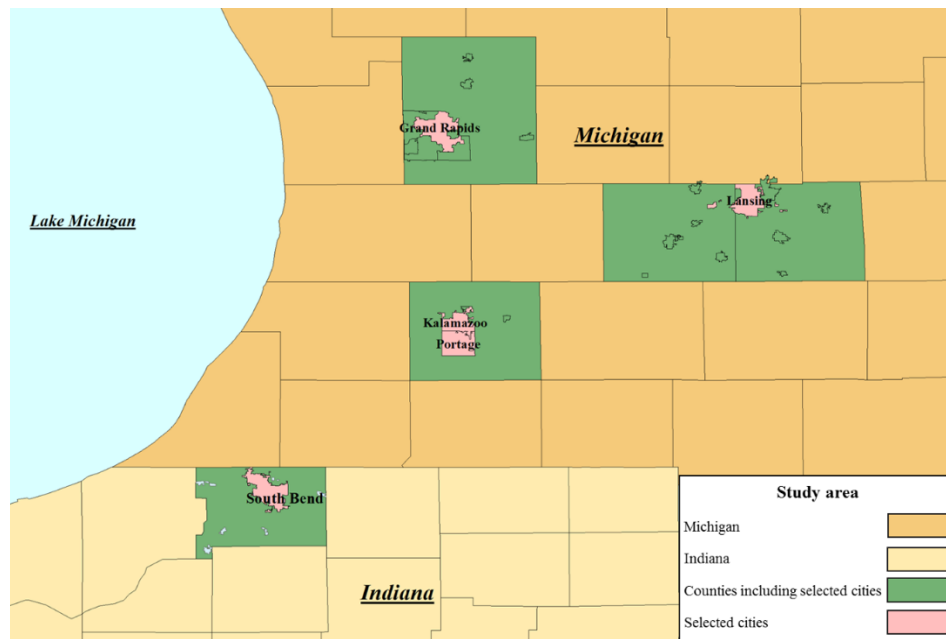 Grand Rapids
Michigan
Lansing
Lake Michigan
Kalamazoo
Portage
South Bend
Indiana
Study area
Michigan
Indiana
Counties including selected cities
Selected cities